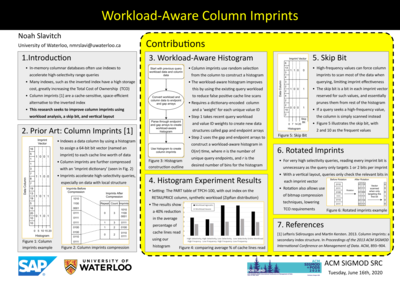 Workload-Aware Column Imprints
Noah Slavitch
University of Waterloo, nmrslavi@uwaterloo.ca
1.Introduction
• In-memory columnar databases often use indexes to
accelerate high-selectivity range queries
• Many indexes, such as the inverted index have a high storage
cost, greatly increasing the Total Cost of Ownership (TCO)
• Column Imprints [1] are a cache sensitive, space-efficient
alternative to the inverted index
• This research seeks to improve column imprints using
workload analysis, a skip bit, and vertical layout
2. Prior Art: Column Imprints [1]
• Indexes a data column by using a histogram
to assign a 64-bit bit vector (named an
imprint) to each cache line worth of data
• Column imprints are further compressed
with an 'imprint dictionary' (seen in Fig. 2)
• Imprints accelerate high-selectivity queries,
especially on data with local structure
Histogram
Figure 1: Column
imprints example
Figure 2: Column imprints compression
Contributions
3. Workload-Aware Histogram
Figure 3: Histogram
construction outline
• Column imprints use random selection
from the column to construct a histogram
• The workload-aware histogram improves
this by using the existing query workload
to reduce false positive cache line scans
• Requires a dictionary-encoded column
and a 'weight' for each unique value ID
• Step 1 takes recent query workload
and value ID weights to create new data
structures called gap and endpoint arrays
• Step 2 uses the gap and endpoint arrays to
construct a workload-aware histogram in
O(n) time, where n is the number of
unique query endpoints, and r is the
desired number of bins for the histogram
4. Histogram Experiment Results
• Setting: The PART table of TPCH-100, with out index on the
RETAILPRICE column, synthetic workload (Zipfian distribution)
• The results show
a 40% reduction
in the average
percentage of
cache lines read
using our
histogram
Figure 4: comparing average % of cache lines read
5. Skip Bit
Figure 5: Skip Bit
• High frequency values can force column
imprints to scan most of the data when
querying, limiting imprint effectiveness
• The skip bit is a bit in each imprint vector
reserved for such values, and essentially
prunes them from the rest of the histogram
• If a query seeks a high frequency value,
the column is simply scanned instead
• Figure 5 illustrates the skip bit, with
2 and 10 as the frequent values
6. Rotated Imprints
• For very high selectivity queries, reading every imprint bit is
unnecessary as the query only targets 1 or 2 bits per imprint
• With a vertical layout, queries only check the relevant bits in
each imprint vector
• Rotation also allows
use of bitmap
compression
techniques, lowering
TCO requirements
Figure 6: Rotated imprints example
7. References
[1] Lefteris Sidirourgos and Martin Kersten. 2013. Column imprints: a
secondary index structure. In Proceedings of the 2013 ACM SIGMOD
International Conference on Management of Data. ACM, 893–904.
SAP
UNIVERSITY OF
WATERLOO
ACM SIGMOD SRC
Tuesday, June 16th, 2020